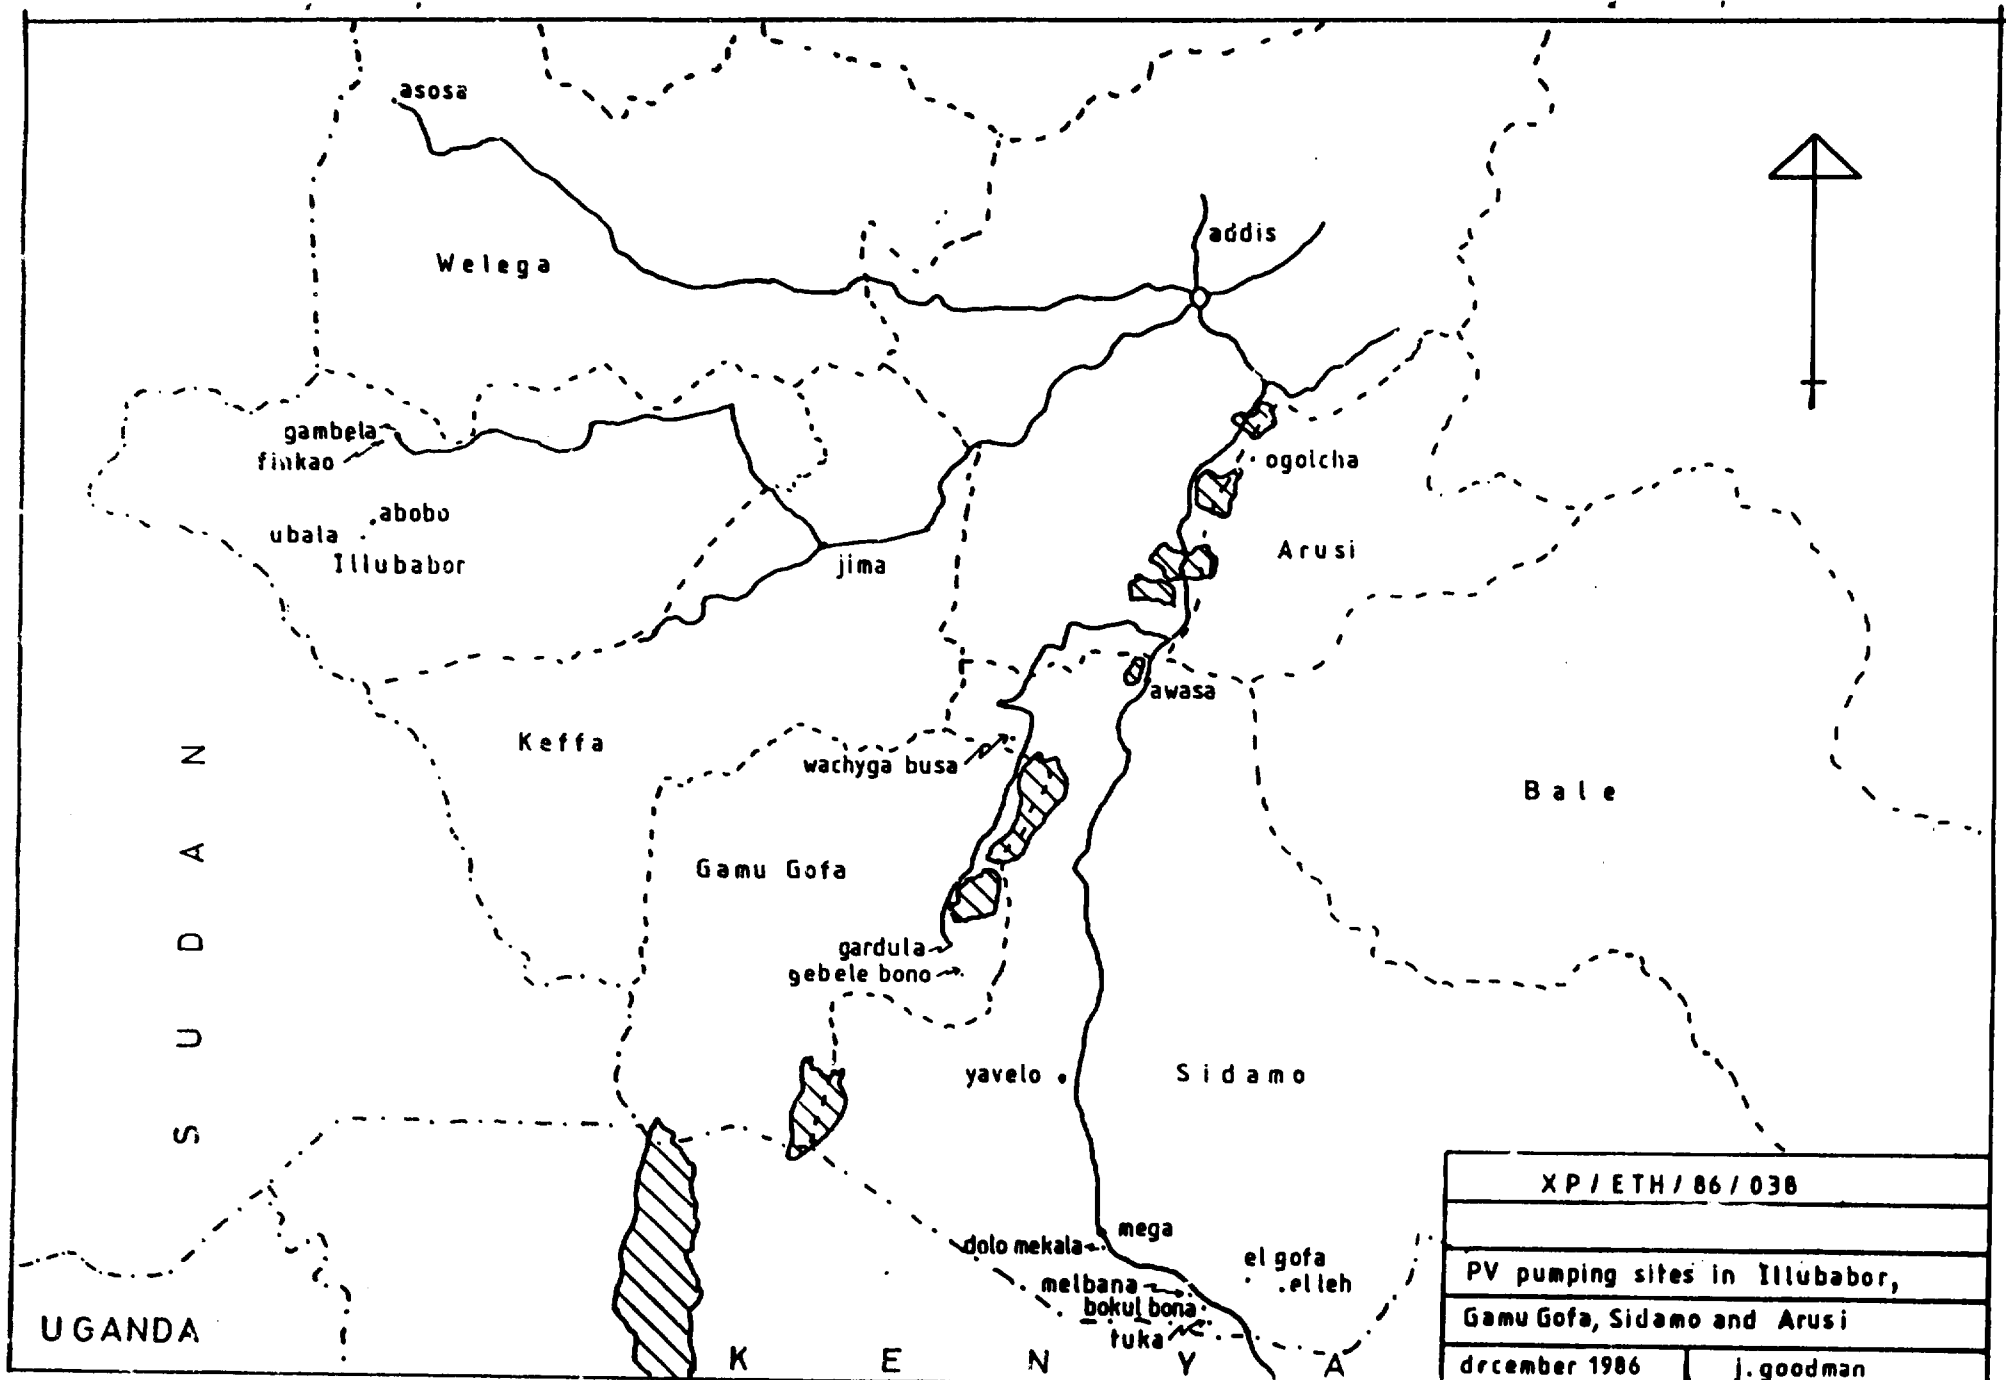 asosa
addis
Welega
gambela
finkao
ogolcha
abobo
ubala
Illubabor
jima
Arusi
awasa
Keffa
wachyga busa
Bale
Gamu Gofa
gardula
gebele bono
yavelo
Sidamo
SUDAN
mega
dolo mekala
el gofa
melbana
el leh
bokul bona
tuka
UGANDA
KENYA
XP/ETH/86/038
PV pumping sites in Illubabor,
Gamu Gofa, Sidamo and Arusi
drcember 1986
j.goodman